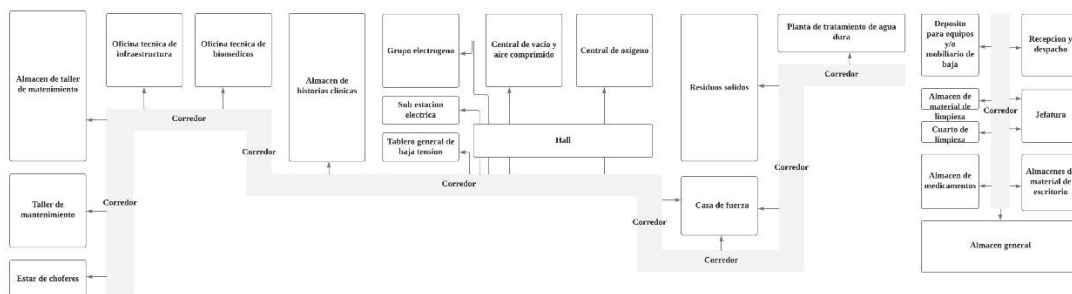 Almacen de taller
de matenimiento
Oficina tecnica de
infraestructura
Oficina tecnica de
biomedicos
Almacen de
historias clinicas
Grupo electrogeno
Central de vacio y
aire comprimido
Central de oxigeno
Sub estacion
electrica
Tablero general de
baja tension
Hall
Residuos solidos
Planta de tratamiento de agua
dura
Corredor
Corredor
Corredor
Corredor
Corredor
Corredor
Corredor
Corredor
Casa de fuerza
Taller de
mantenimiento
Estar de choferes
Deposito
para equipos
y/o
mobiliario de
baja
Recepcion y
despacho
Almacen de
material de
limpieza
Cuarto de
limpieza
Corredor
Jefatura
Almacen de
medicamentos
Almacenes de
material de
escritorio
Almacen general